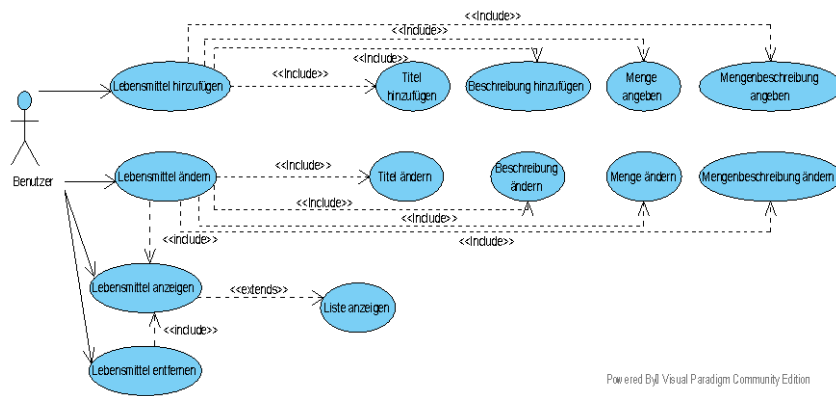 <<Include>>
<<Include>>
<<Include>>
<<Include>>
Lebensmittel hinzufügen
Titel
hinzufügen
Beschreibung hinzufügen
Menge
angeben
Mengenbeschreibung
angeben
Benutzer
<<Include>>
Lebensmittel ändern
Titel ändern
Beschreibung
ändern
Menge ändern
Mengenbeschreibung ändern
<<Include>>
<<Include>>
<<Include>>
<<include>>
Lebensmittel anzeigen
<<extends>>
Liste anzeigen
<<include>>
Lebensmittel entfernen
Powered By Visual Paradigm Community Edition